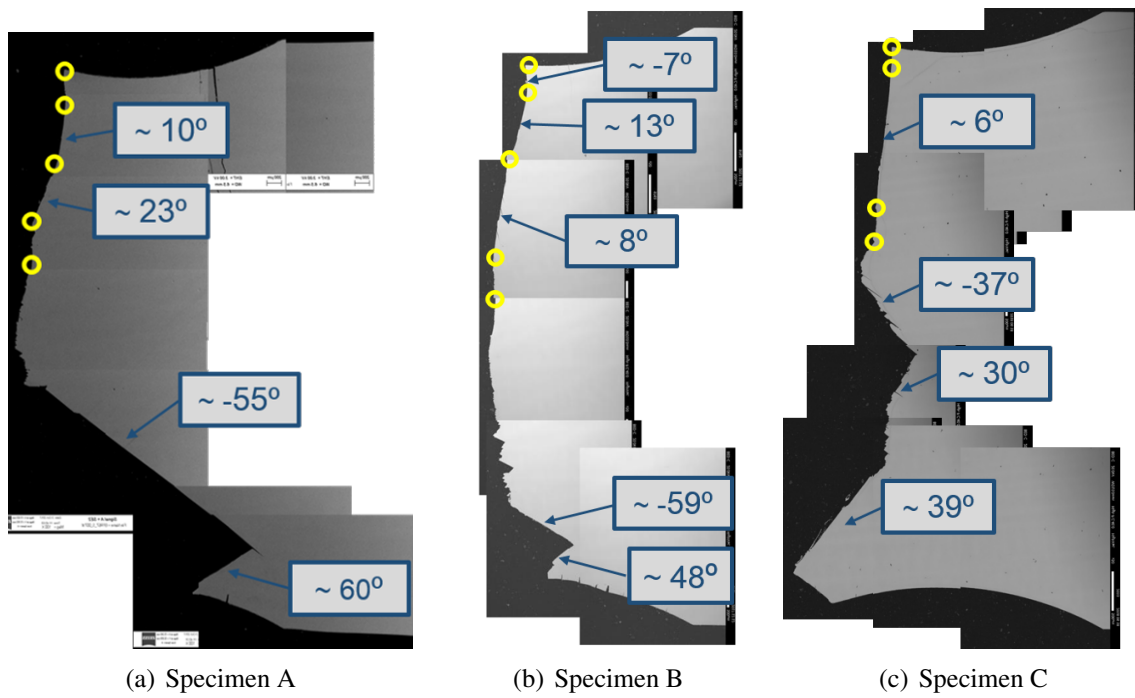 ~ 10º
~ 23º
~ -55º
~ 60º
(a) Specimen A
~ -7º
~ 13º
~ 8º
~ -59º
~ 48º
(b) Specimen B
~ 6º
~ -37º
~ 30º
~ 39º
(c) Specimen C